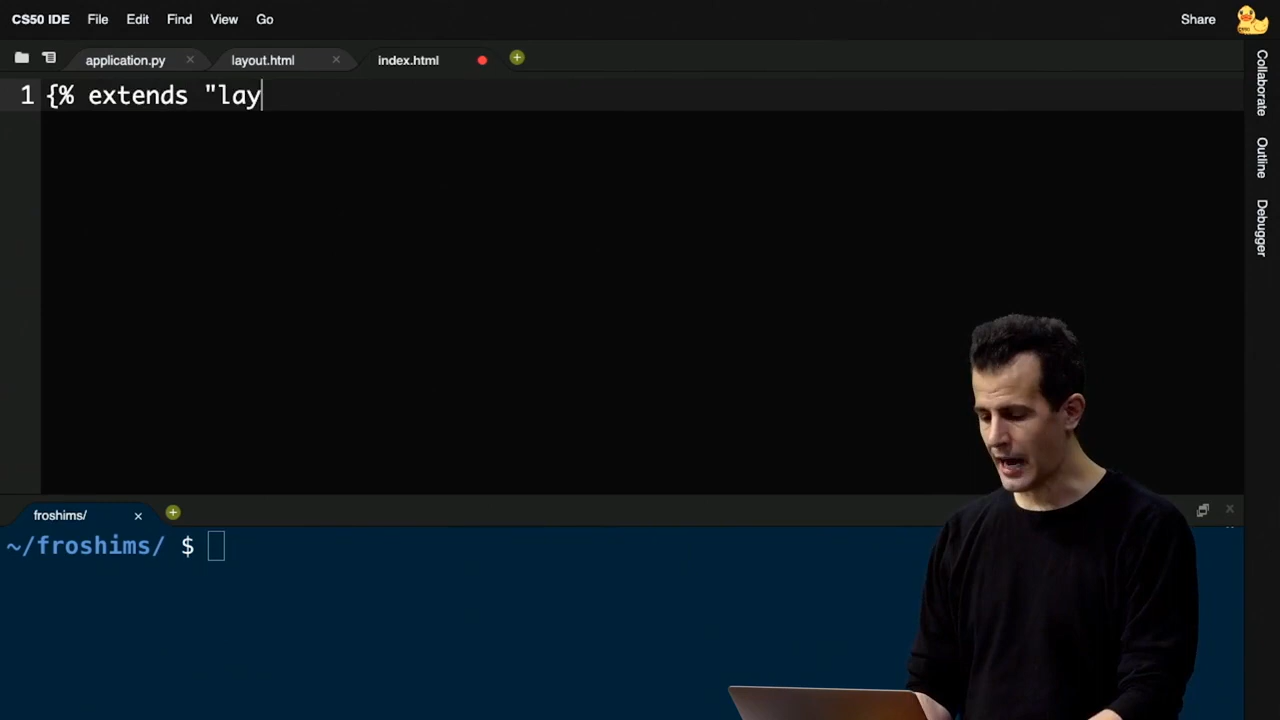 CS50 IDE File Edit Find View Go Share
application.py layout.html index.html
1 {% extends "lay
Collaborate
Outline
Debugger
froshims/
~/froshims/ $